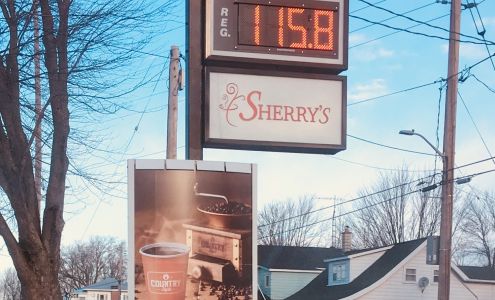 REG.
115.8
SHERRY'S
COUNTRY